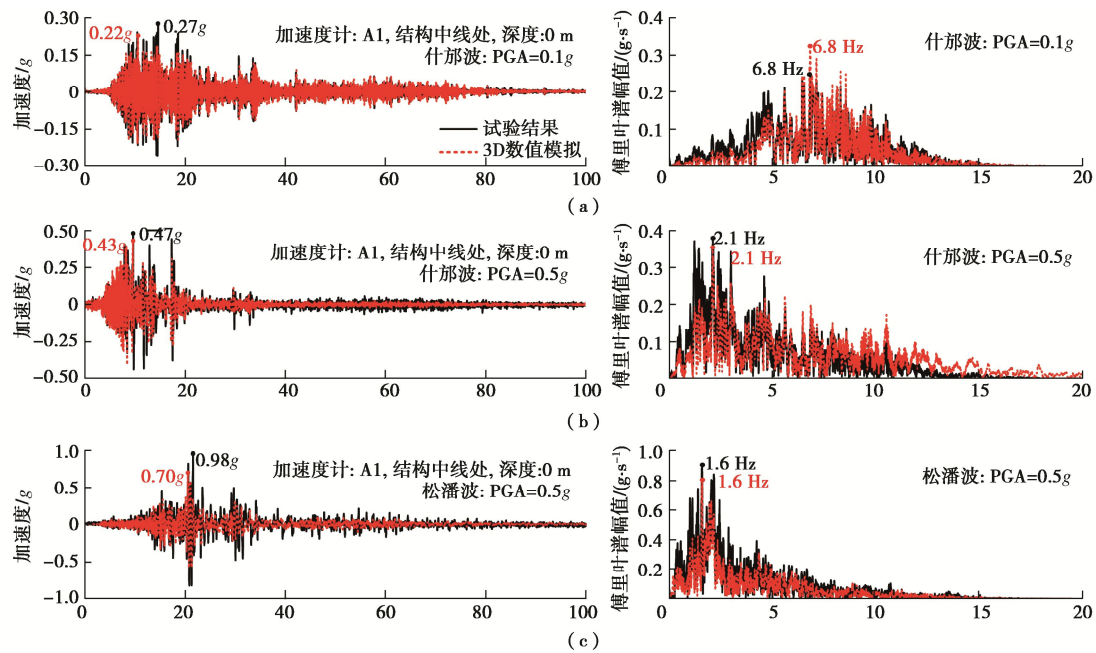 加速度/g
0.30
0.15
0
−0.15
−0.30
0.22g
0.27g
加速度计: A1, 结构中线处, 深度:0 m
什邡波: PGA=0.1g
试验结果
3D数值模拟
0 20 40 60 80 100
傅里叶谱幅值/(g·s⁻¹)
0.4
0.3
0.2
0.1
6.8 Hz
6.8 Hz
什邡波: PGA=0.1g
0 5 10 15 20
(a)
加速度/g
0.50
0.25
0
−0.25
−0.50
0.43g
0.47g
加速度计: A1, 结构中线处, 深度:0 m
什邡波: PGA=0.5g
0 20 40 60 80 100
傅里叶谱幅值/(g·s⁻¹)
0.4
0.3
0.2
0.1
2.1 Hz
2.1 Hz
什邡波: PGA=0.5g
0 5 10 15 20
(b)
加速度/g
1.0
0.5
0
−0.5
−1.0
0.70g
0.98g
加速度计: A1, 结构中线处, 深度:0 m
松潘波: PGA=0.5g
0 20 40 60 80 100
傅里叶谱幅值/(g·s⁻¹)
1.0
0.8
0.6
0.4
0.2
1.6 Hz
1.6 Hz
松潘波: PGA=0.5g
0 5 10 15 20
(c)